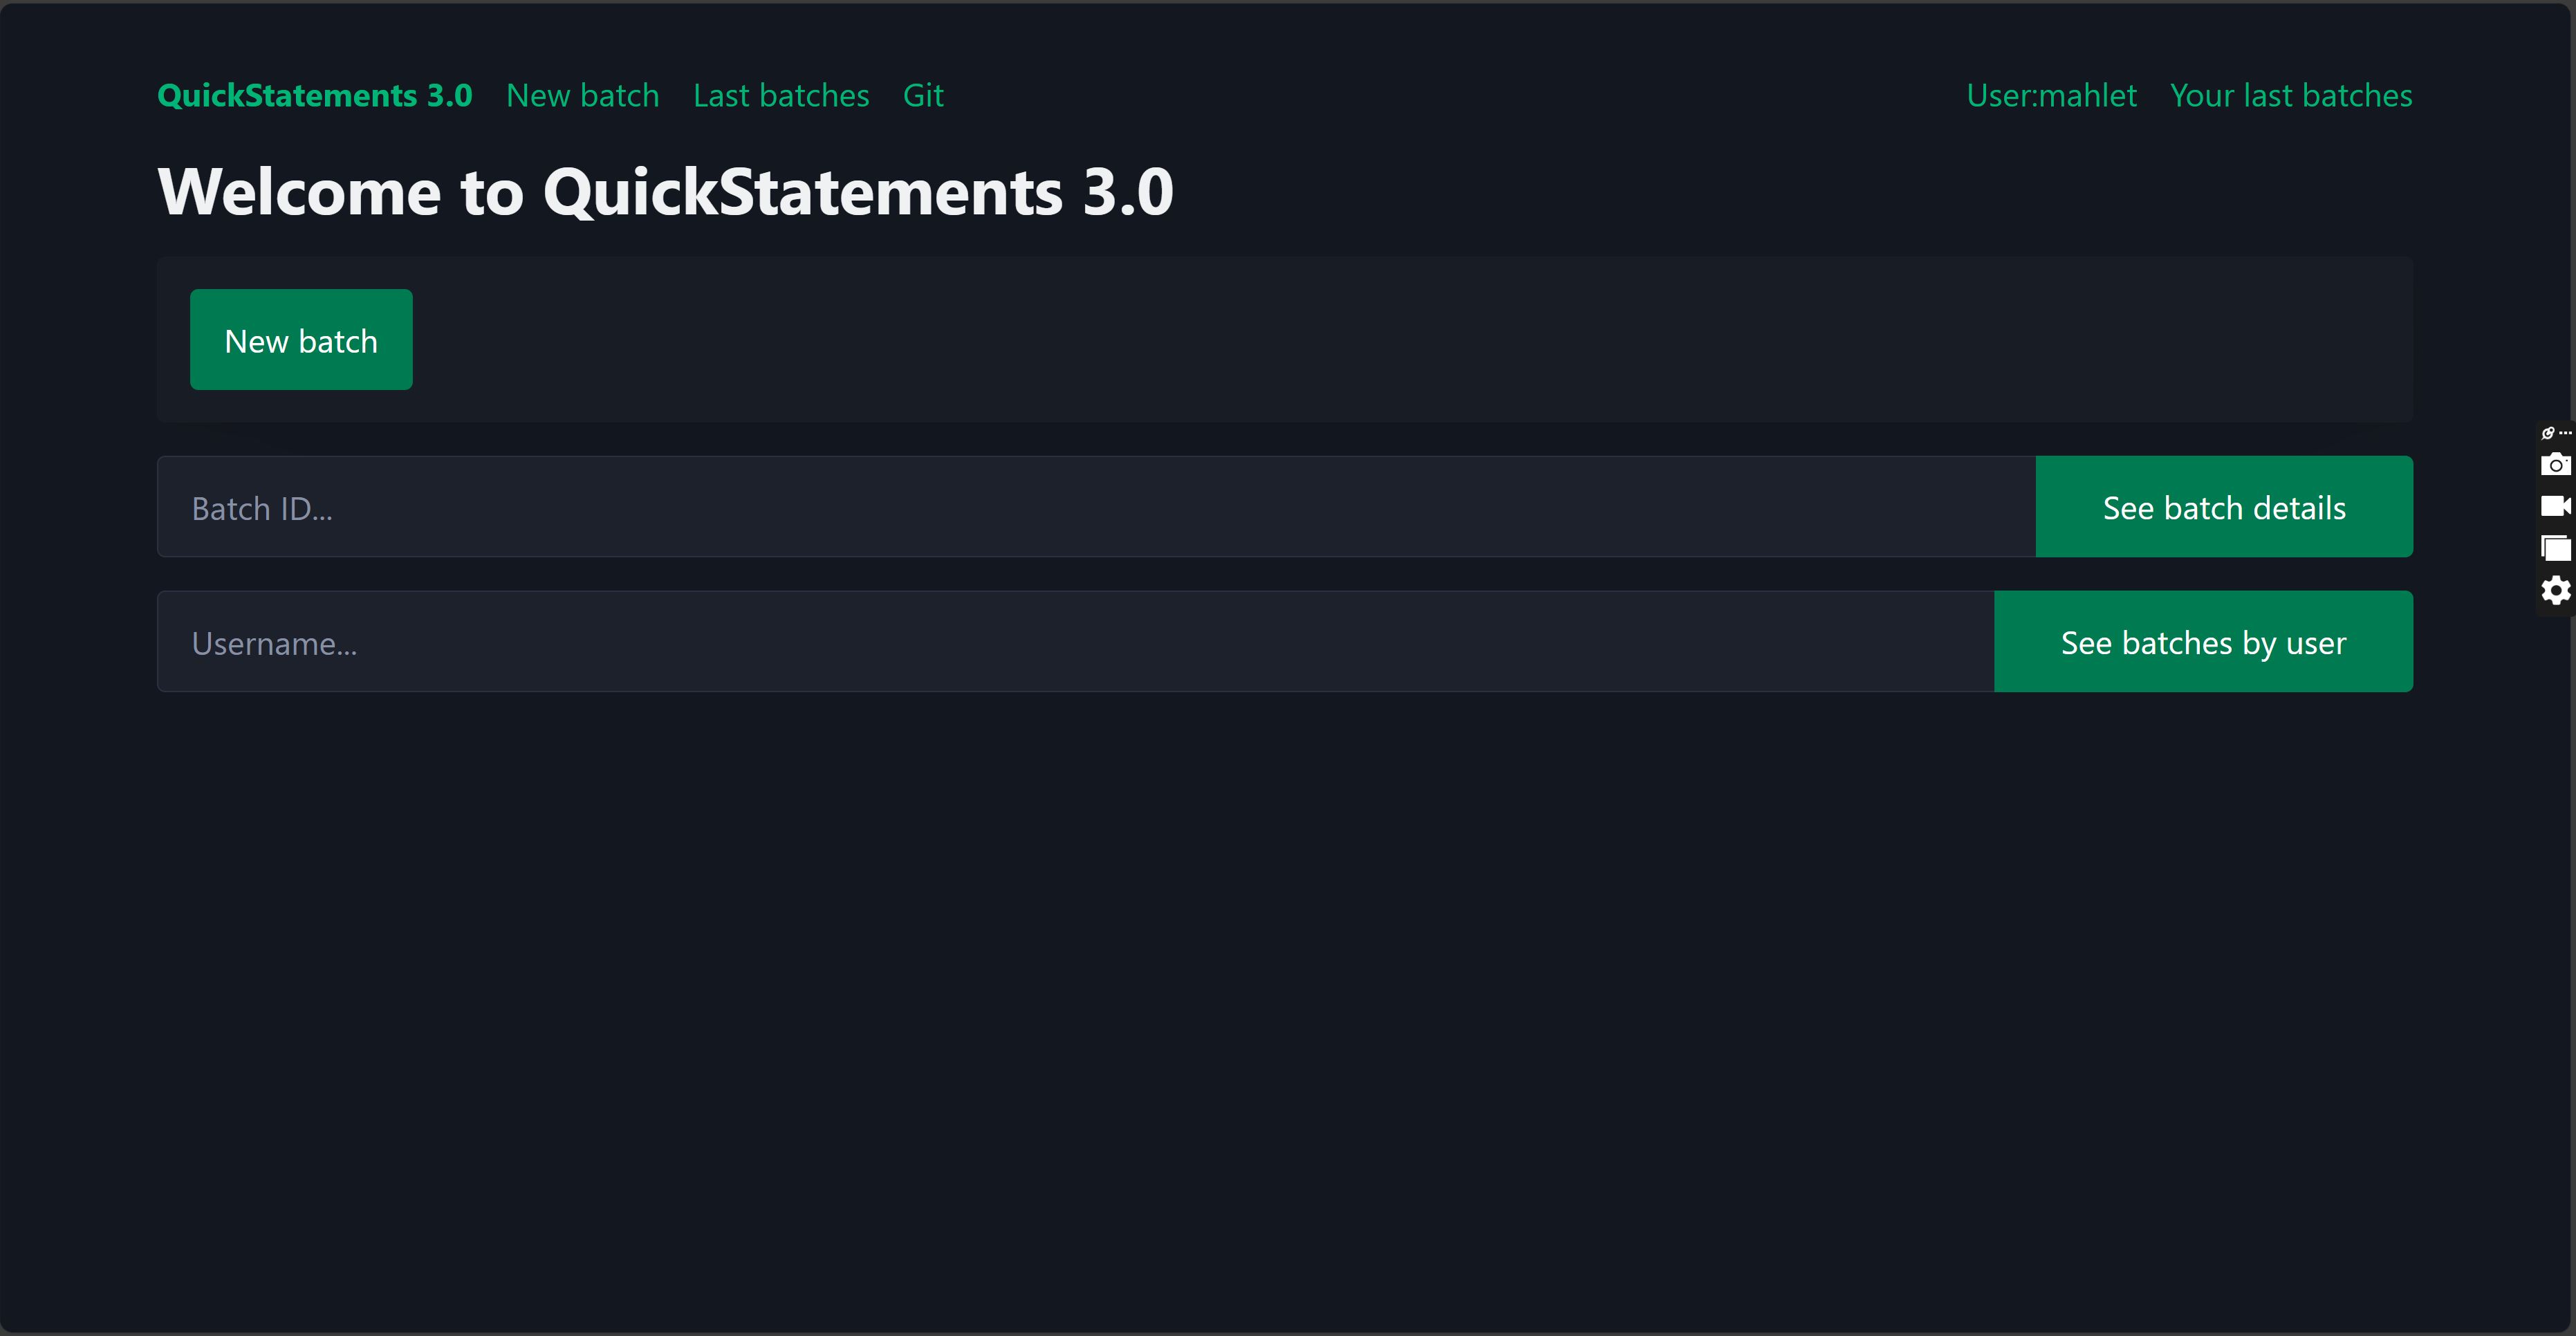 QuickStatements 3.0 New batch Last batches Git User:mahlet Your last batches
Welcome to QuickStatements 3.0
New batch
Batch ID... See batch details
Username... See batches by user